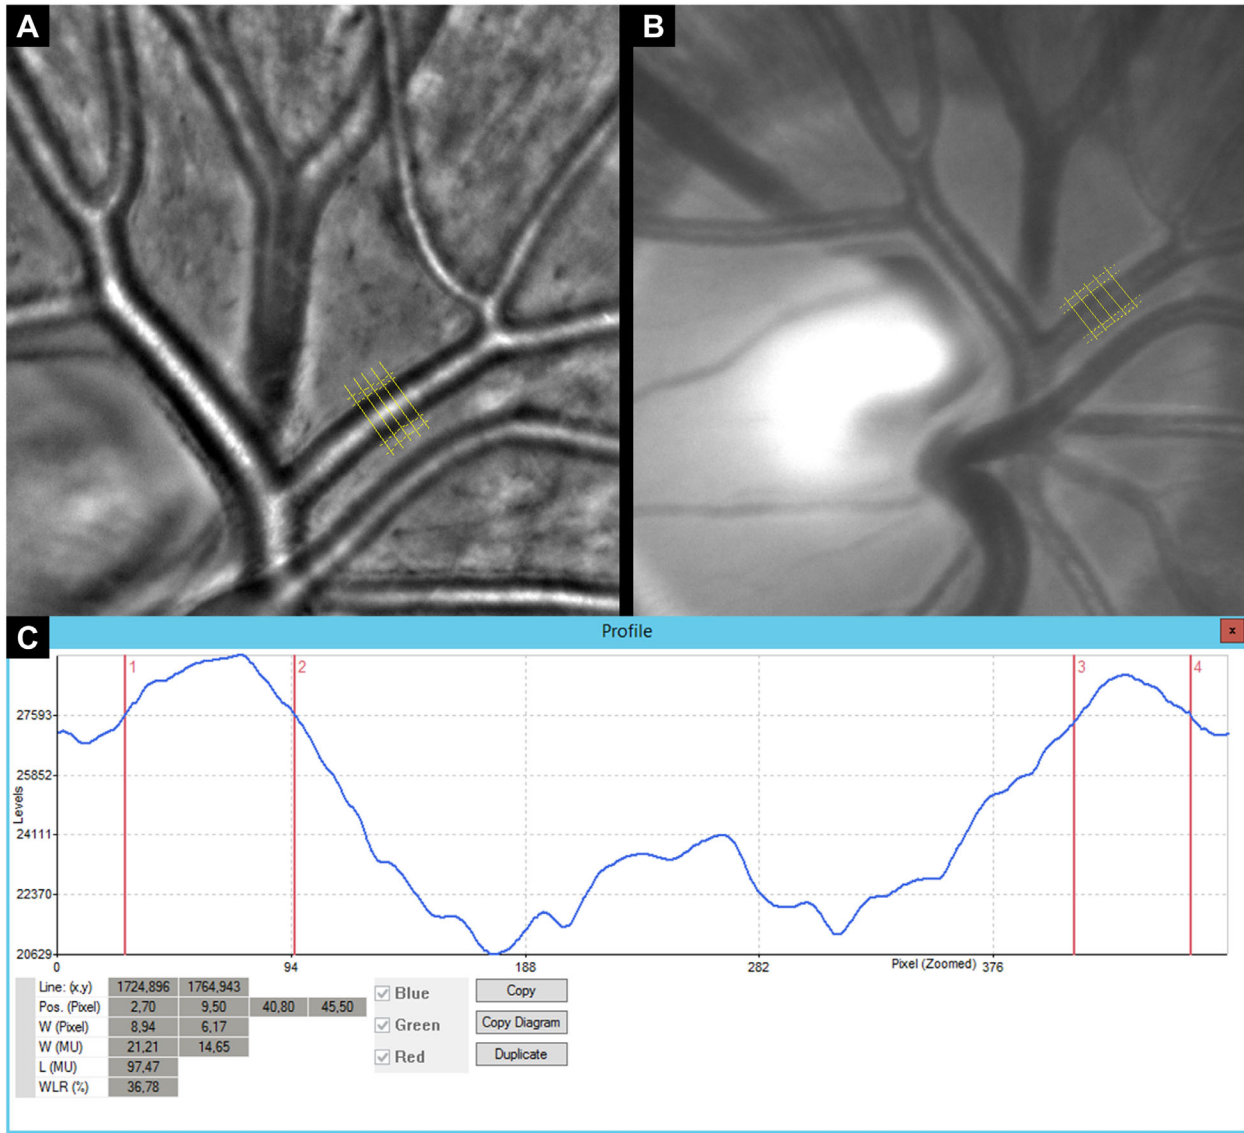 A
B
C
Profile
x
1
2
3
4
27593
25852
24111
22370
20629
Levels
0
94
188
282
Pixel (Zoomed)
376
Line: (x,y) 1724,896 1764,943
Pos. (Pixel) 2,70 9,50 40,80 45,50
W (Pixel) 8,94 6,17
W (MU) 21,21 14,65
L (MU) 97,47
WLR (%) 36,78
Blue
Green
Red
Copy
Copy Diagram
Duplicate